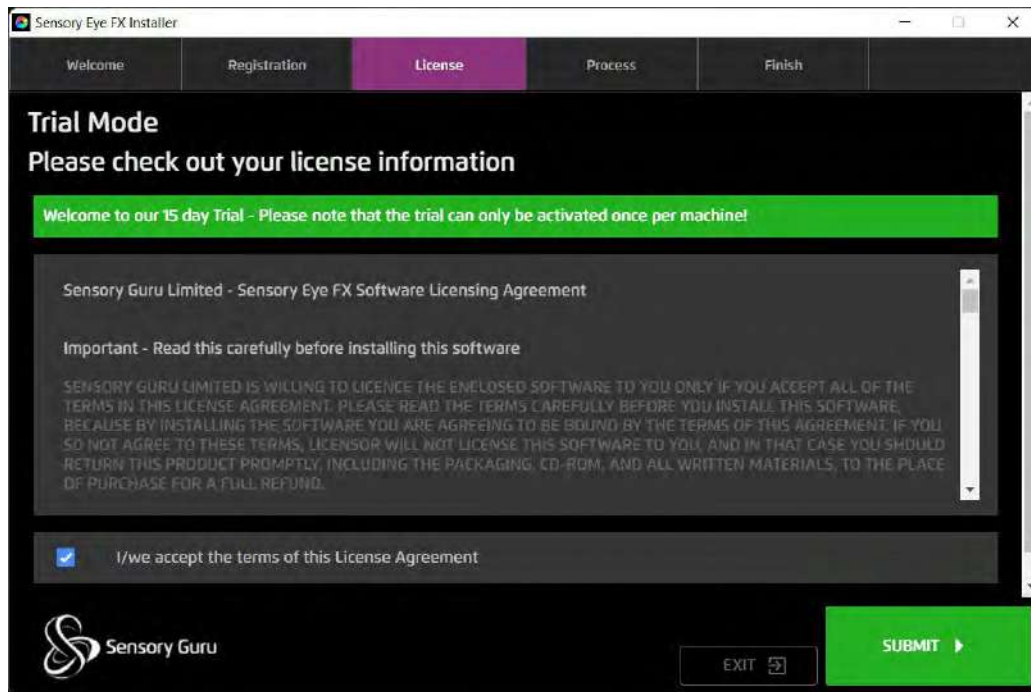 Sensory Eye FX Installer
Welcome Registration License Process Finish
Trial Mode
Please check out your license information
Welcome to our 15 day Trial - Please note that the trial can only be activated once per machine!
Sensory Guru Limited - Sensory Eye FX Software Licensing Agreement
Important - Read this carefully before installing this software
SENSORY GURU LIMITED IS WILLING TO LICENCE THE ENCLOSED SOFTWARE TO YOU ONLY IF YOU ACCEPT ALL OF THE
TERMS IN THIS LICENSE AGREEMENT. PLEASE READ THE TERMS CAREFULLY BEFORE YOU INSTALL THIS SOFTWARE,
BECAUSE BY INSTALLING THE SOFTWARE YOU ARE AGREEING TO BE BOUND BY THE TERMS OF THIS AGREEMENT. IF YOU
SO NOT AGREE TO THESE TERMS, LICENSOR WILL NOT LICENSE THIS SOFTWARE TO YOU, AND IN THAT CASE YOU SHOULD
RETURN THIS PRODUCT PROMPTLY, INCLUDING THE PACKAGING, CD-ROM, AND ALL WRITTEN MATERIALS, TO THE PLACE
OF PURCHASE FOR A FULL REFUND.
I/we accept the terms of this License Agreement
Sensory Guru
EXIT
SUBMIT